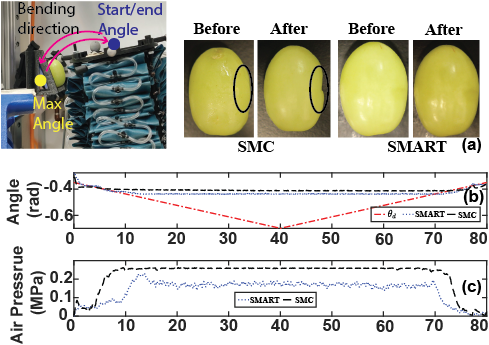 Bending
direction
Start/end
Angle
Max
Angle
Before After Before After
SMC SMART (a)
Angle
(rad)
-0.4
-0.6
θd SMART SMC
(b)
0 10 20 30 40 50 60 70 80
Air Pressrue
(MPa)
0.2
0.1
0
SMART SMC
(c)
0 10 20 30 40 50 60 70 80